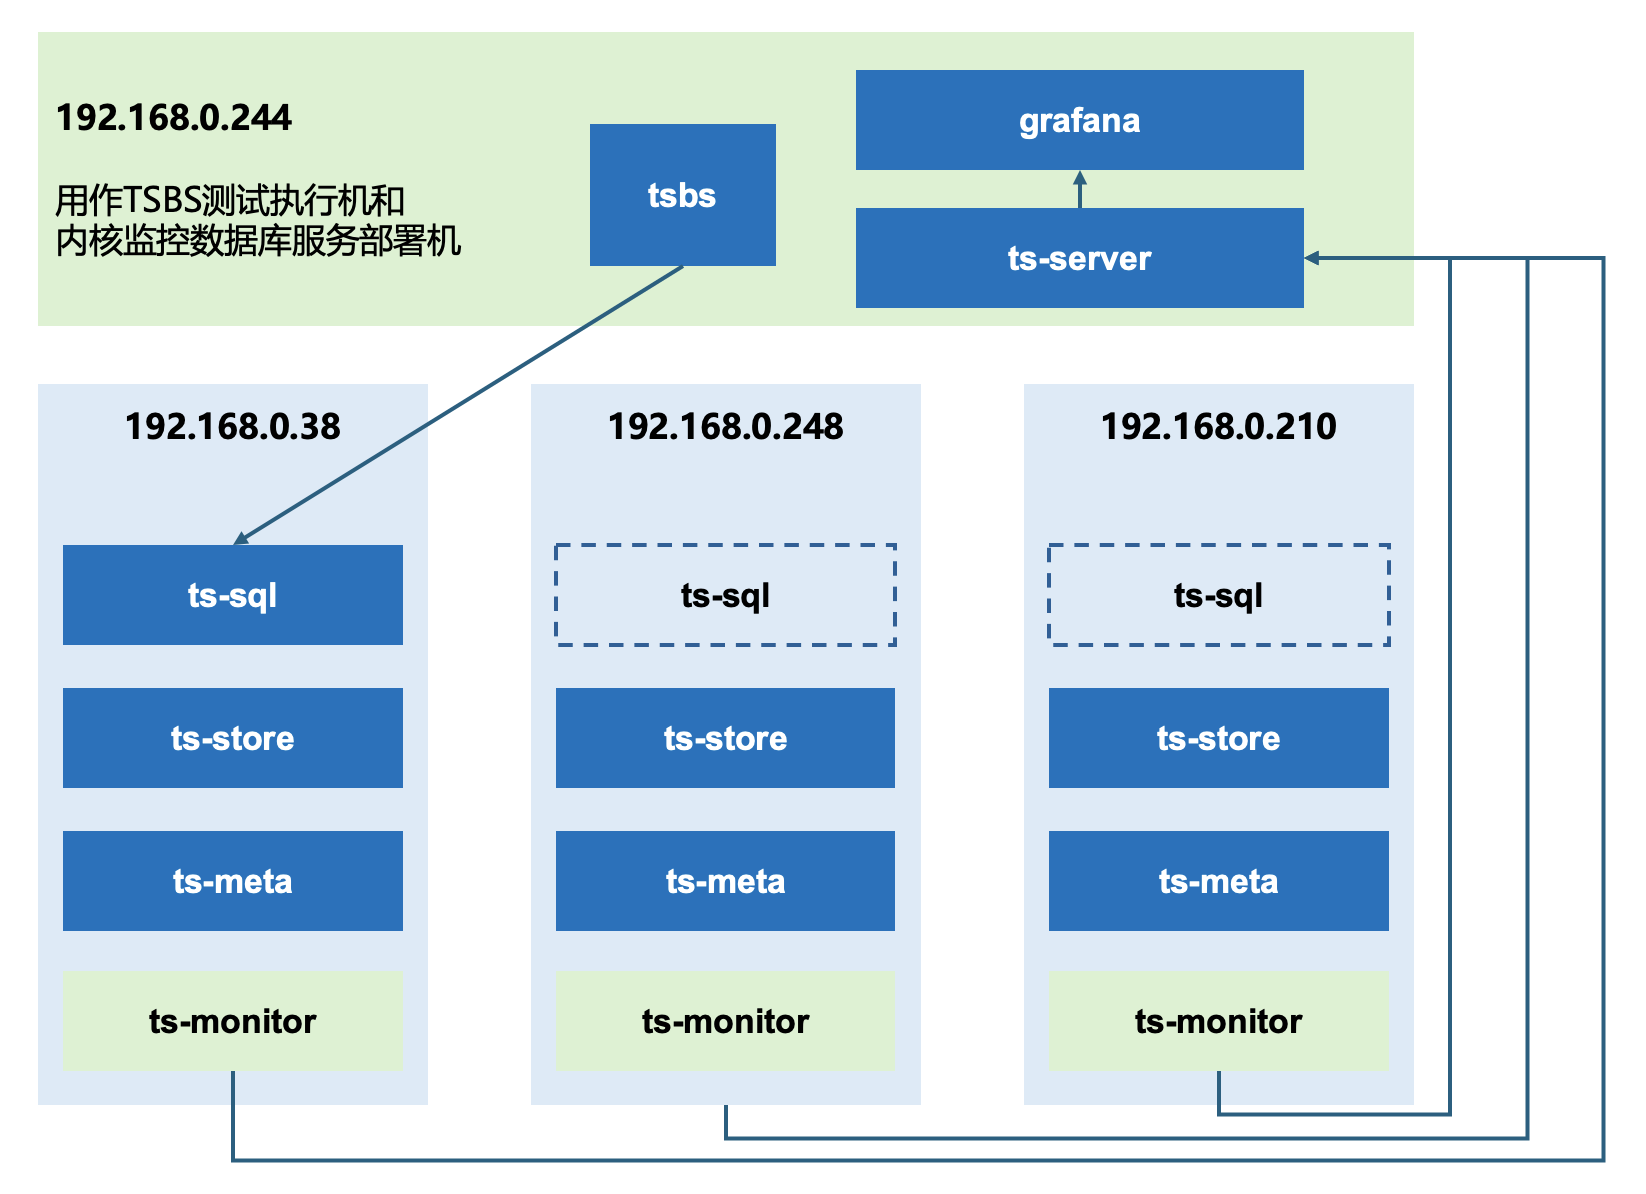 192.168.0.244
用作TSBS测试执行机和
内核监控数据库服务部署机
tsbs
grafana
ts-server
192.168.0.38
ts-sql
ts-store
ts-meta
ts-monitor
192.168.0.248
ts-sql
ts-store
ts-meta
ts-monitor
192.168.0.210
ts-sql
ts-store
ts-meta
ts-monitor